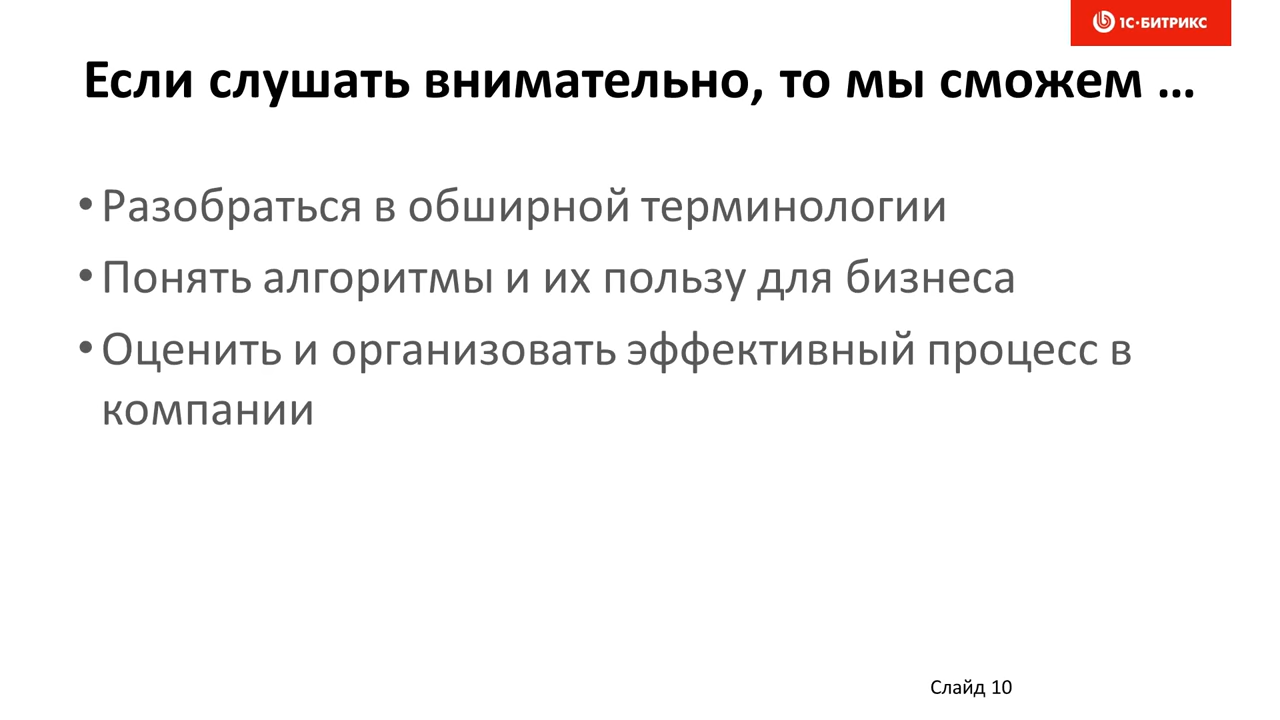 1С·БИТРИКС
Если слушать внимательно, то мы сможем …
• Разобраться в обширной терминологии
• Понять алгоритмы и их пользу для бизнеса
• Оценить и организовать эффективный процесс в
компании
Слайд 10